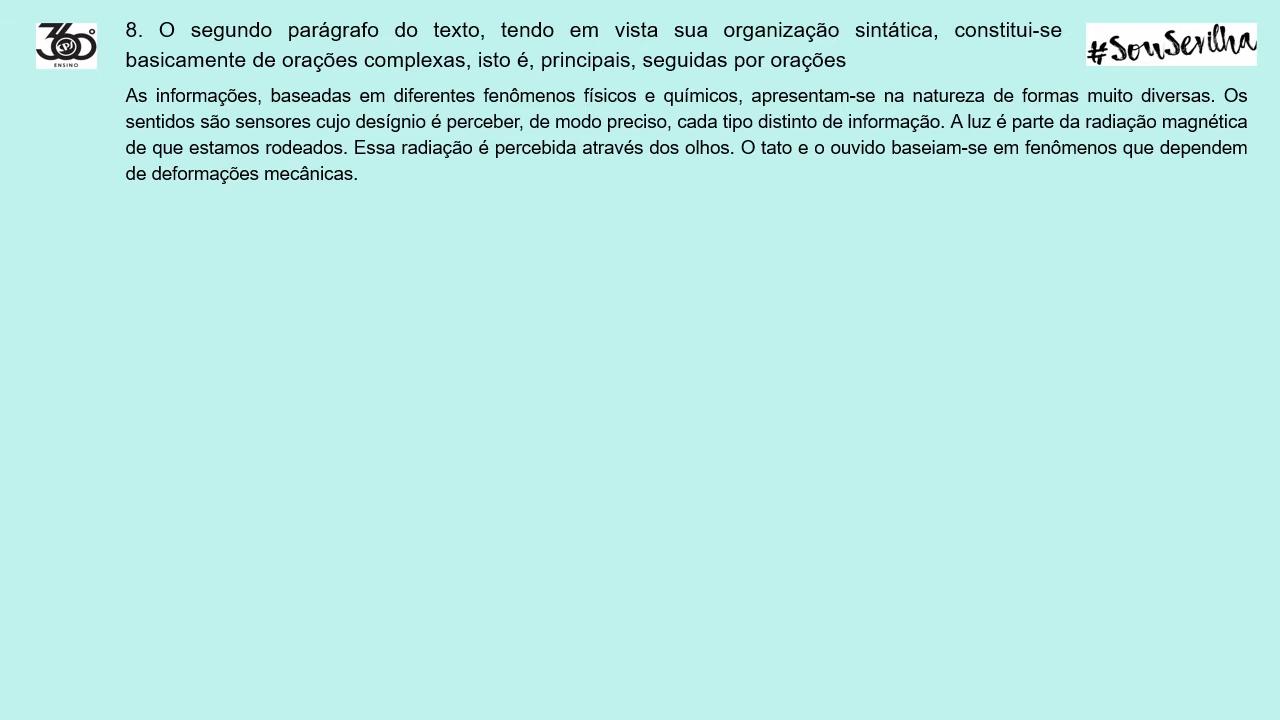 360°
ENSINO
#SouSevilha
8. O segundo parágrafo do texto, tendo em vista sua organização sintática, constitui-se
basicamente de orações complexas, isto é, principais, seguidas por orações
As informações, baseadas em diferentes fenômenos físicos e químicos, apresentam-se na natureza de formas muito diversas. Os
sentidos são sensores cujo desígnio é perceber, de modo preciso, cada tipo distinto de informação. A luz é parte da radiação magnética
de que estamos rodeados. Essa radiação é percebida através dos olhos. O tato e o ouvido baseiam-se em fenômenos que dependem
de deformações mecânicas.